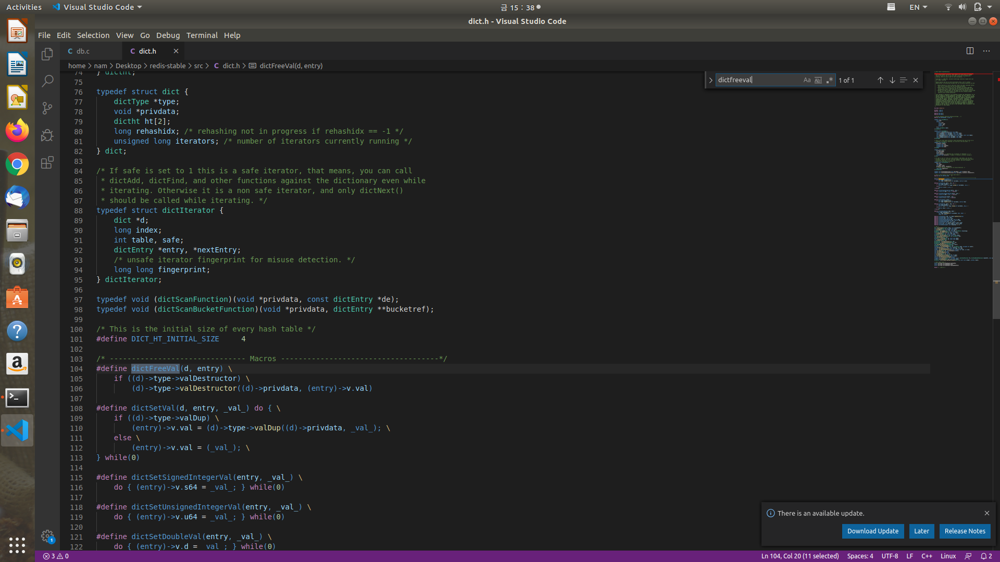 Activities
Visual Studio Code
금 15 : 38
EN
dict.h - Visual Studio Code
File Edit Selection View Go Debug Terminal Help
C db.c
C dict.h
home > nam > Desktop > redis-stable > src > C dict.h > dictFreeVal(d, entry)
dictfreeval
Aa Abl .* 1 of 1
74 } dictht;
75
76 typedef struct dict {
77 dictType *type;
78 void *privdata;
79 dictht ht[2];
80 long rehashidx; /* rehashing not in progress if rehashidx == -1 */
81 unsigned long iterators; /* number of iterators currently running */
82 } dict;
83
84 /* If safe is set to 1 this is a safe iterator, that means, you can call
85 * dictAdd, dictFind, and other functions against the dictionary even while
86 * iterating. Otherwise it is a non safe iterator, and only dictNext()
87 * should be called while iterating. */
88 typedef struct dictIterator {
89 dict *d;
90 long index;
91 int table, safe;
92 dictEntry *entry, *nextEntry;
93 /* unsafe iterator fingerprint for misuse detection. */
94 long long fingerprint;
95 } dictIterator;
96
97 typedef void (dictScanFunction)(void *privdata, const dictEntry *de);
98 typedef void (dictScanBucketFunction)(void *privdata, dictEntry **bucketref);
99
100 /* This is the initial size of every hash table */
101 #define DICT_HT_INITIAL_SIZE 4
102
103 /* ------------------------------- Macros ------------------------------------*/
104 #define dictFreeVal(d, entry) \
105 if ((d)->type->valDestructor) \
106 (d)->type->valDestructor((d)->privdata, (entry)->v.val)
107
108 #define dictSetVal(d, entry, _val_) do { \
109 if ((d)->type->valDup) \
110 (entry)->v.val = (d)->type->valDup((d)->privdata, _val_); \
111 else \
112 (entry)->v.val = (_val_); \
113 } while(0)
114
115 #define dictSetSignedIntegerVal(entry, _val_) \
116 do { (entry)->v.s64 = _val_; } while(0)
117
118 #define dictSetUnsignedIntegerVal(entry, _val_) \
119 do { (entry)->v.u64 = _val_; } while(0)
120
121 #define dictSetDoubleVal(entry, _val_) \
122 do { (entry)->v.d = _val_; } while(0)
There is an available update.
Download Update
Later
Release Notes
1
3 0
Ln 104, Col 20 (11 selected)
Spaces: 4
UTF-8
LF
C++
Linux
2